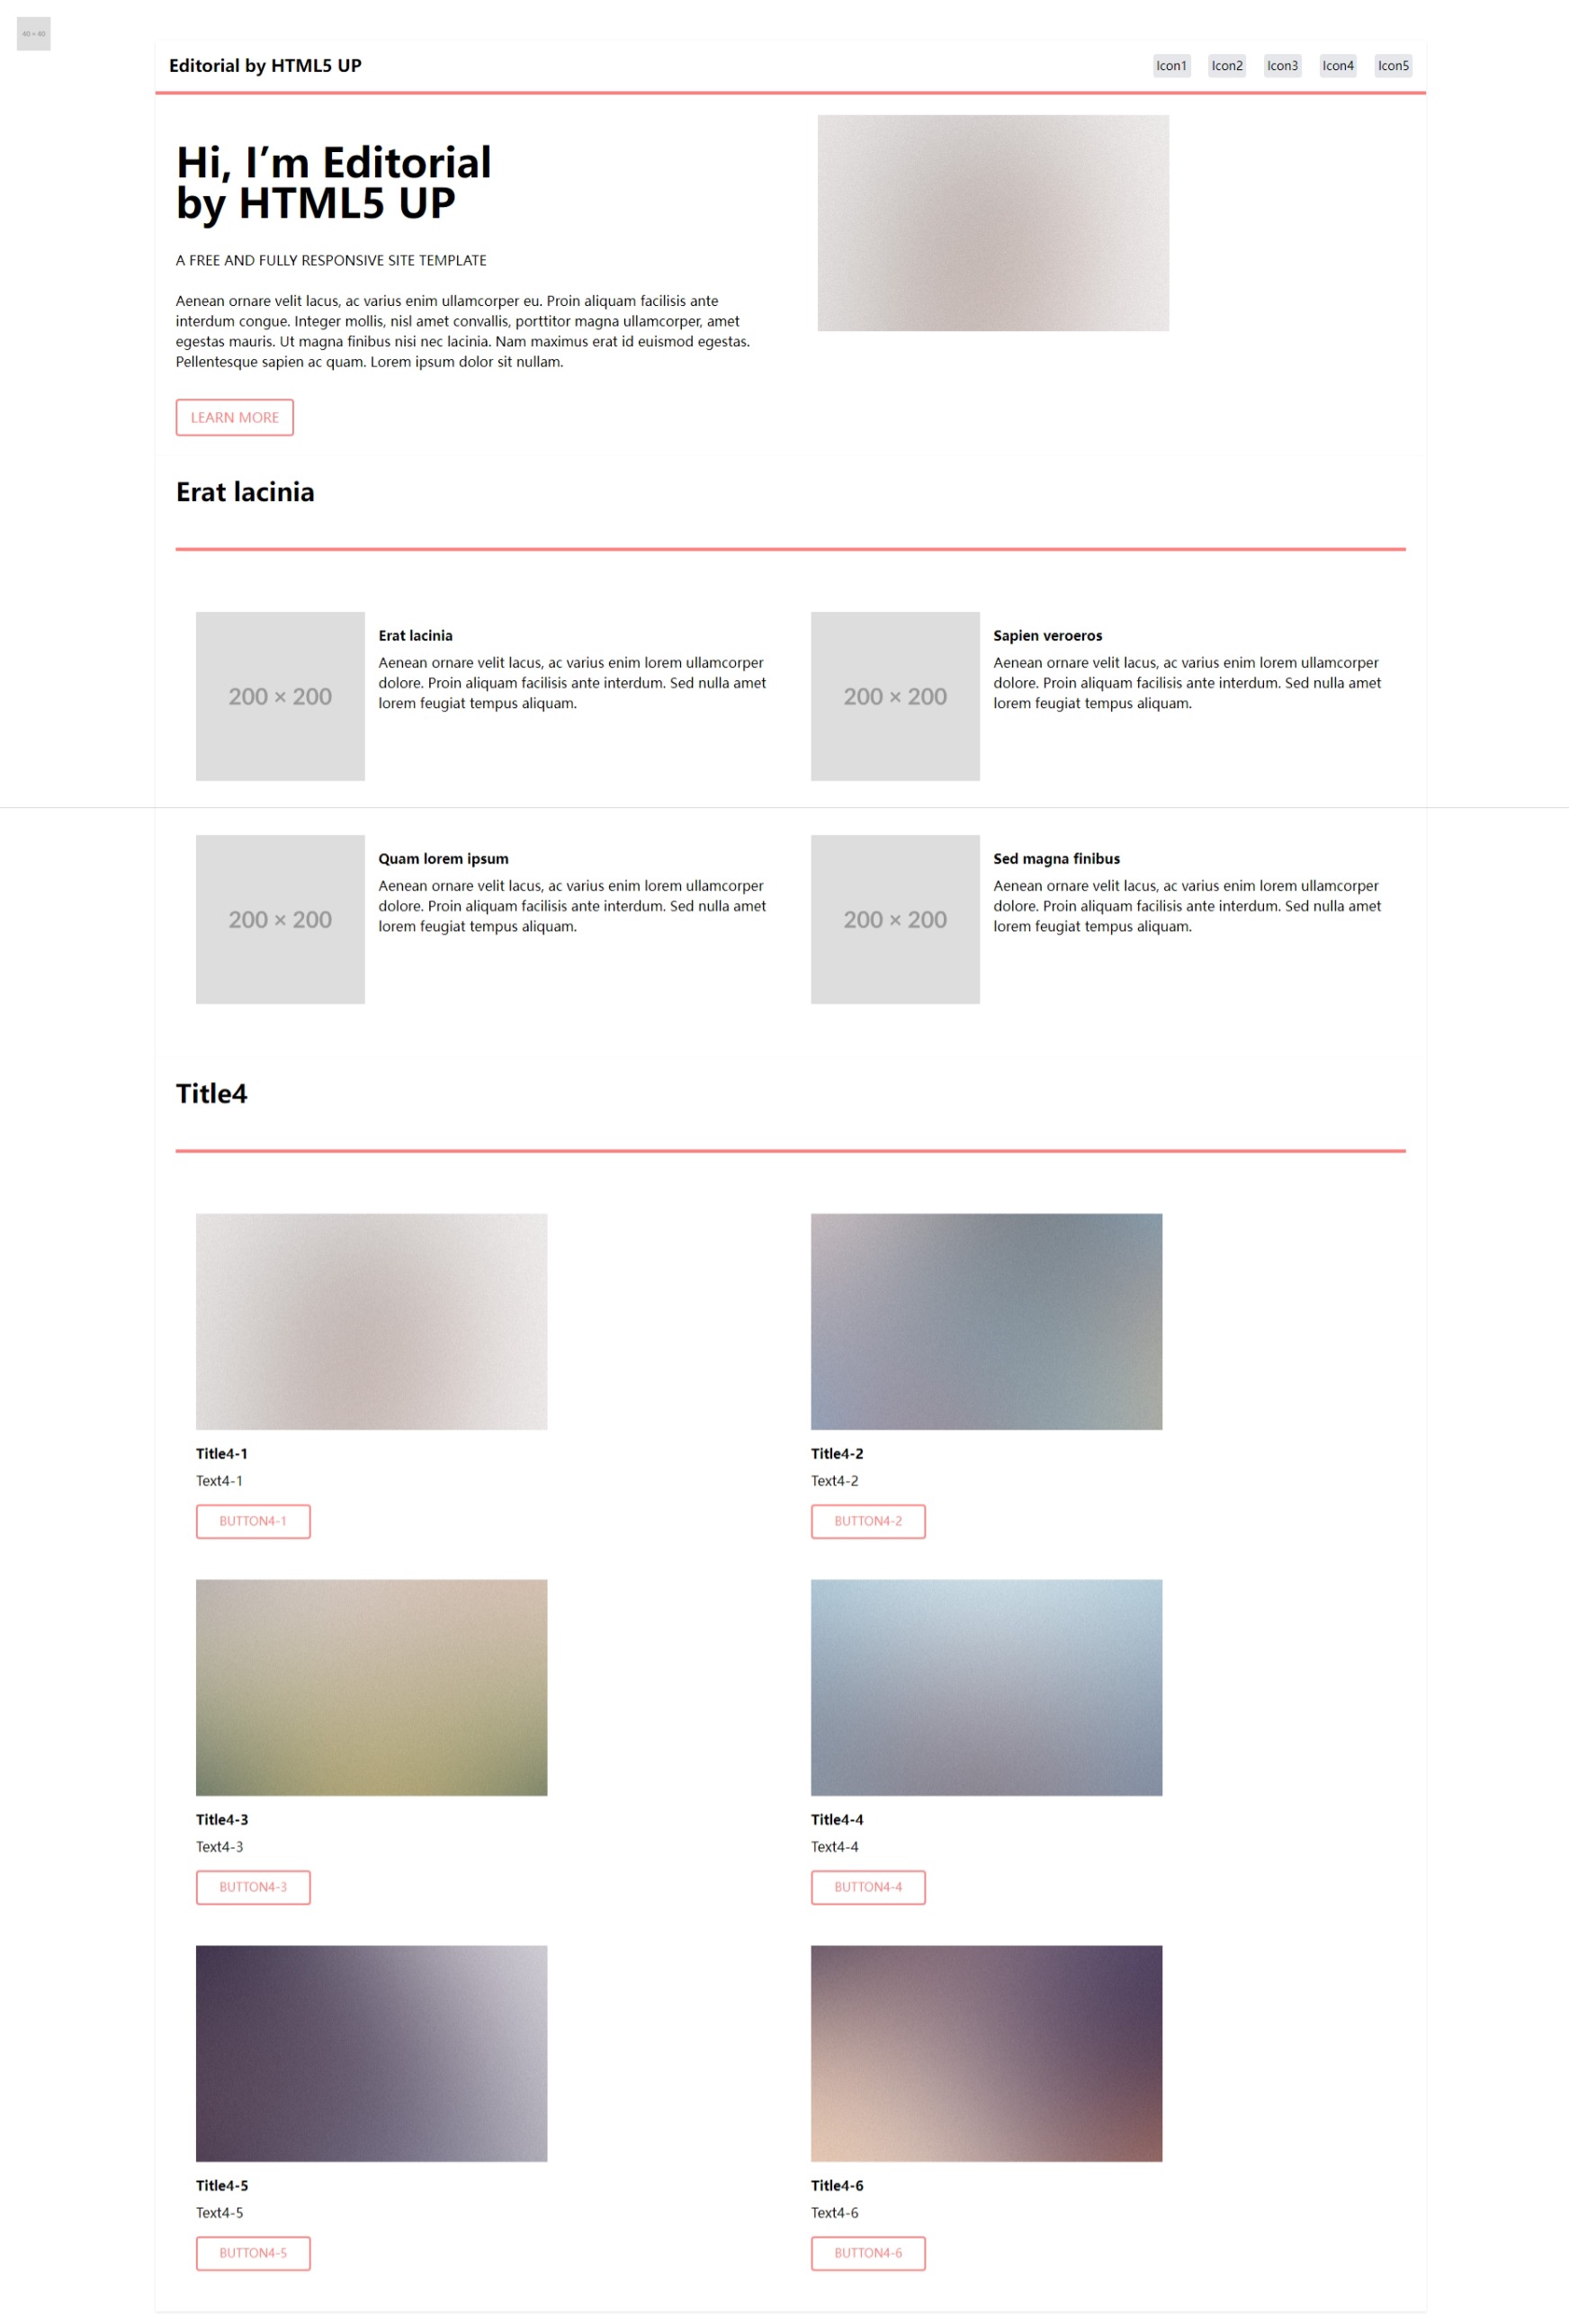 40 × 40
Editorial by HTML5 UP
Icon1 Icon2 Icon3 Icon4 Icon5
Hi, I’m Editorial
by HTML5 UP
A FREE AND FULLY RESPONSIVE SITE TEMPLATE
Aenean ornare velit lacus, ac varius enim ullamcorper eu. Proin aliquam facilisis ante
interdum congue. Integer mollis, nisl amet convallis, porttitor magna ullamcorper, amet
egestas mauris. Ut magna finibus nisi nec lacinia. Nam maximus erat id euismod egestas.
Pellentesque sapien ac quam. Lorem ipsum dolor sit nullam.
LEARN MORE
Erat lacinia
200 × 200
Erat lacinia
Aenean ornare velit lacus, ac varius enim lorem ullamcorper
dolore. Proin aliquam facilisis ante interdum. Sed nulla amet
lorem feugiat tempus aliquam.
200 × 200
Sapien veroeros
Aenean ornare velit lacus, ac varius enim lorem ullamcorper
dolore. Proin aliquam facilisis ante interdum. Sed nulla amet
lorem feugiat tempus aliquam.
200 × 200
Quam lorem ipsum
Aenean ornare velit lacus, ac varius enim lorem ullamcorper
dolore. Proin aliquam facilisis ante interdum. Sed nulla amet
lorem feugiat tempus aliquam.
200 × 200
Sed magna finibus
Aenean ornare velit lacus, ac varius enim lorem ullamcorper
dolore. Proin aliquam facilisis ante interdum. Sed nulla amet
lorem feugiat tempus aliquam.
Title4
Title4-1
Text4-1
BUTTON4-1
Title4-2
Text4-2
BUTTON4-2
Title4-3
Text4-3
BUTTON4-3
Title4-4
Text4-4
BUTTON4-4
Title4-5
Text4-5
BUTTON4-5
Title4-6
Text4-6
BUTTON4-6